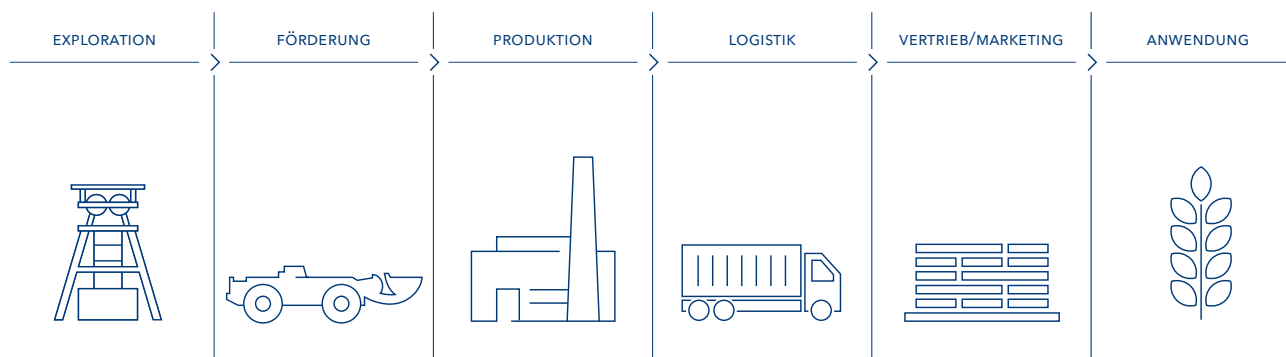 EXPLORATION
FÖRDERUNG
PRODUKTION
LOGISTIK
VERTRIEB/MARKETING
ANWENDUNG